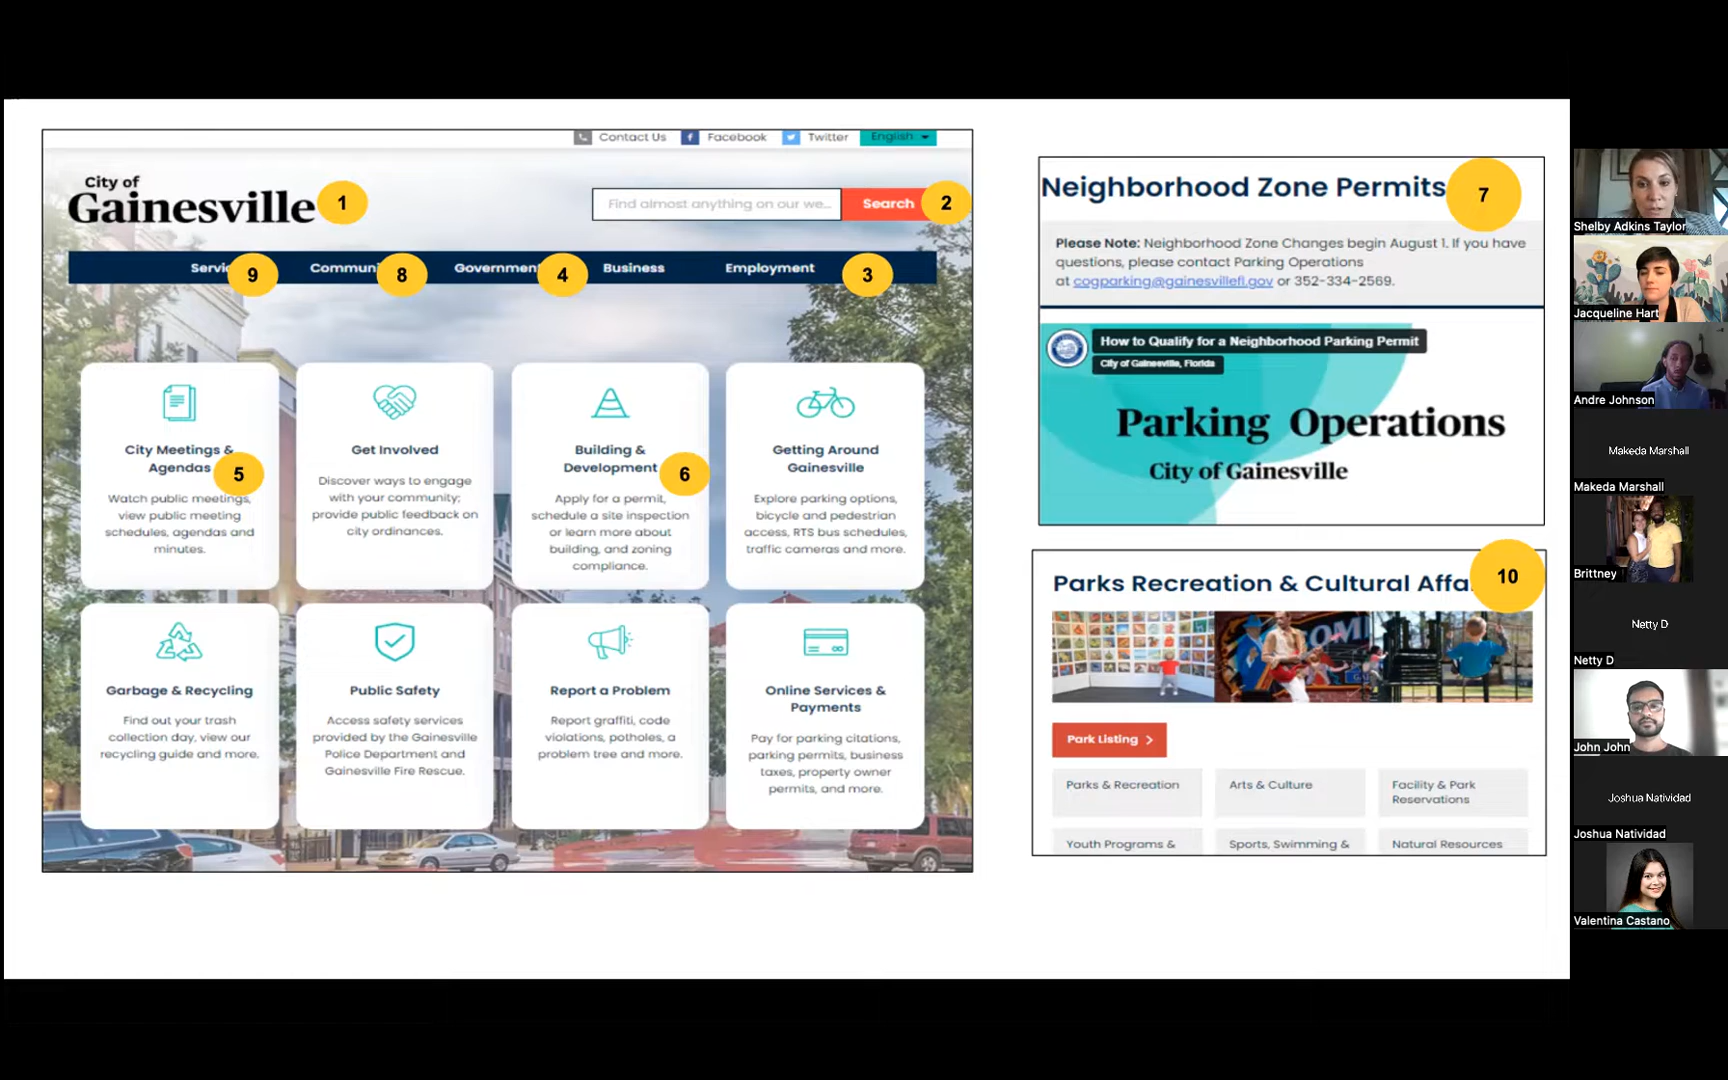 Contact Us
Facebook
Twitter
English
City of
Gainesville
1
Find almost anything on our we...
Search
2
Servi
9
Commun
8
Government
4
Business
Employment
3
City Meetings &
Agendas
5
Watch public meetings,
view public meeting
schedules, agendas and
minutes.
Get Involved
Discover ways to engage
with your community;
provide public feedback on
city ordinances.
Building &
Development
6
Apply for a permit,
schedule a site inspection
or learn more about
building, and zoning
compliance.
Getting Around
Gainesville
Explore parking options,
bicycle and pedestrian
access, RTS bus schedules,
traffic cameras and more.
Garbage & Recycling
Find out your trash
collection day, view our
recycling guide and more.
Public Safety
Access safety services
provided by the Gainesville
Police Department and
Gainesville Fire Rescue.
Report a Problem
Report graffiti, code
violations, potholes, a
problem tree and more.
Online Services &
Payments
Pay for parking citations,
parking permits, business
taxes, property owner
permits, and more.
Neighborhood Zone Permits
7
Please Note: Neighborhood Zone Changes begin August 1. If you have
questions, please contact Parking Operations
at cogparking@gainesvillefl.gov or 352-334-2569.
How to Qualify for a Neighborhood Parking Permit
City of Gainesville, Florida
Parking Operations
City of Gainesville
Parks Recreation & Cultural Affa
10
Park Listing
Parks & Recreation
Arts & Culture
Facility & Park
Reservations
Youth Programs &
Sports, Swimming &
Natural Resources
Shelby Adkins Taylor
Jacqueline Hart
Andre Johnson
Makeda Marshall
Makeda Marshall
Brittney
Netty D
Netty D
John John
Joshua Natividad
Joshua Natividad
Valentina Castano